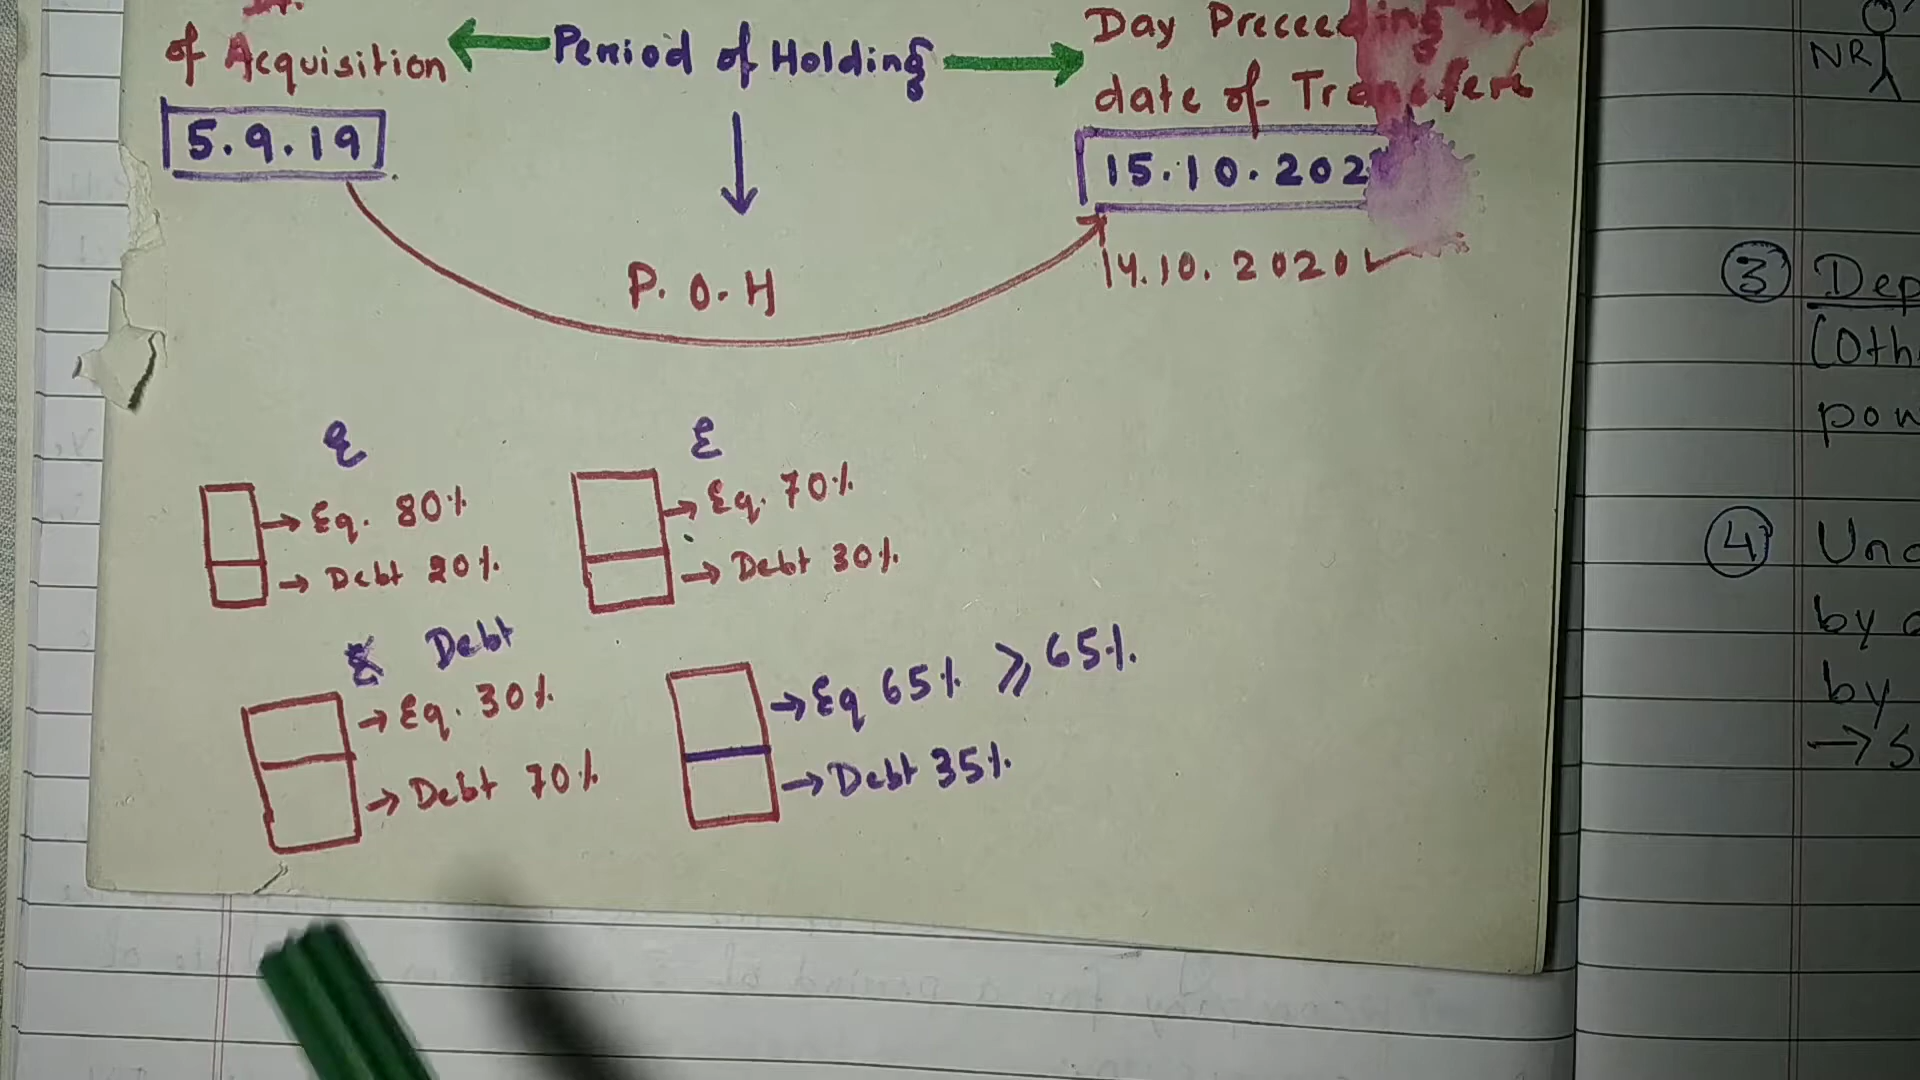 of Acquisition ← Period of Holding → Day Preceeding the
date of Transfere
5.9.19
15.10.202
P.O.H
14.10.2020 ✓
ε ε
→ Eq. 80% → Eq. 70%
→ Debt 20% → Debt 30%
Debt
→ Eq. 30% → Eq 65% ⩾ 65%.
→ Debt 70% → Debt 35%.
NR
③ Dep
(Oth
pow
④ Und
by
by
→ S